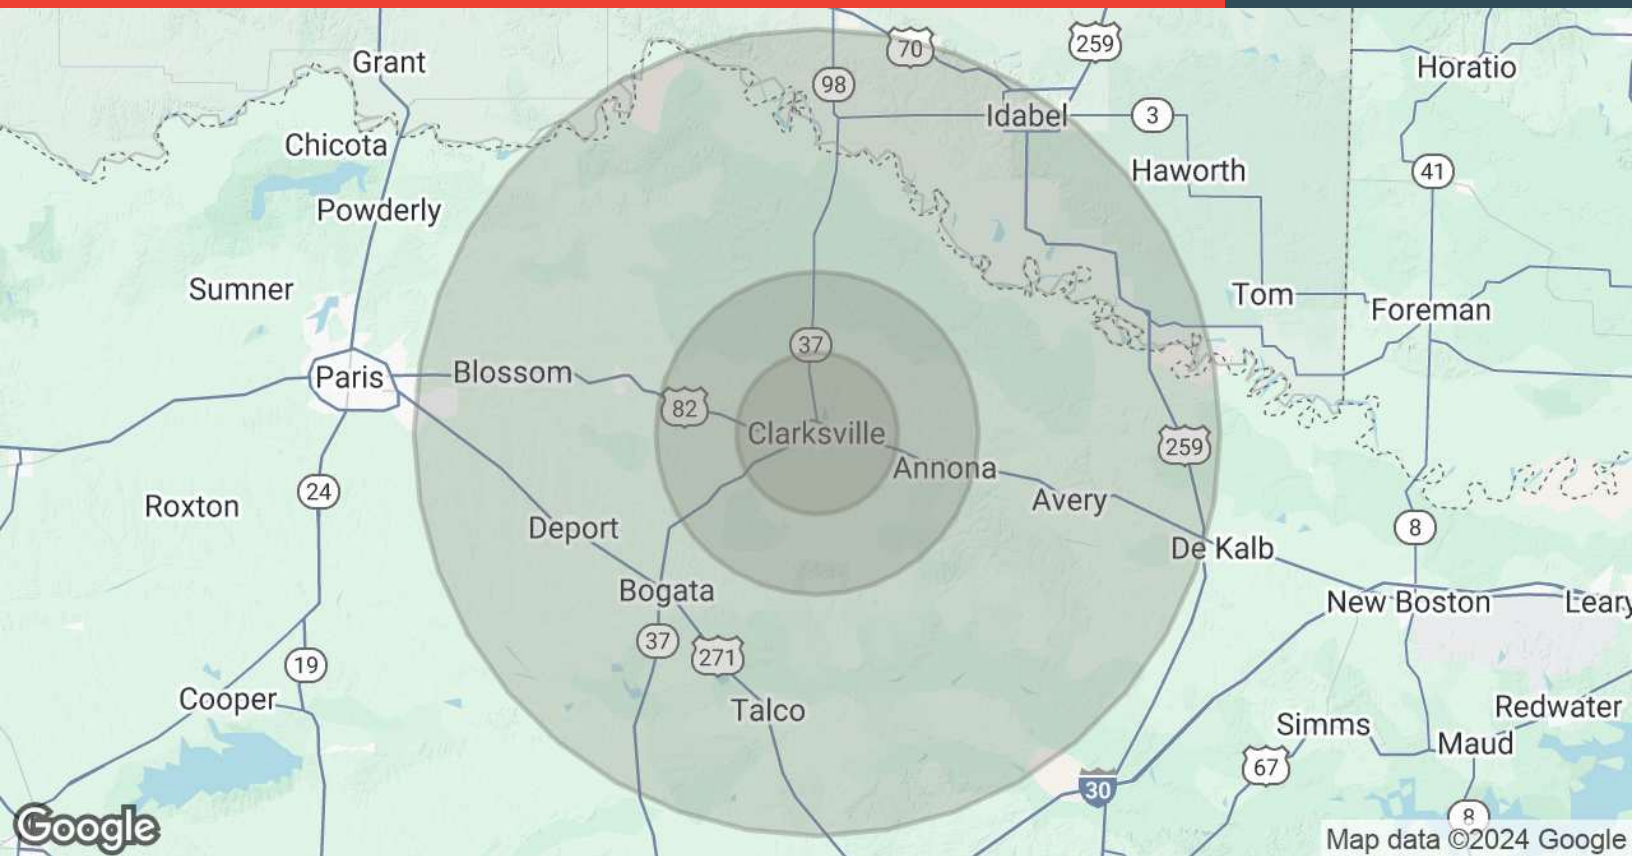 70
259
Grant
Horatio
98
Idabel
3
Chicota
Haworth
41
Powderly
Sumner
Tom
Foreman
37
Blossom
Paris
82
Clarksville
259
Annona
24
Avery
Roxton
Deport
8
De Kalb
Bogata
New Boston
Leary
37
271
19
Cooper
Talco
Redwater
Simms
Maud
67
30
8
Google
Map data ©2024 Google